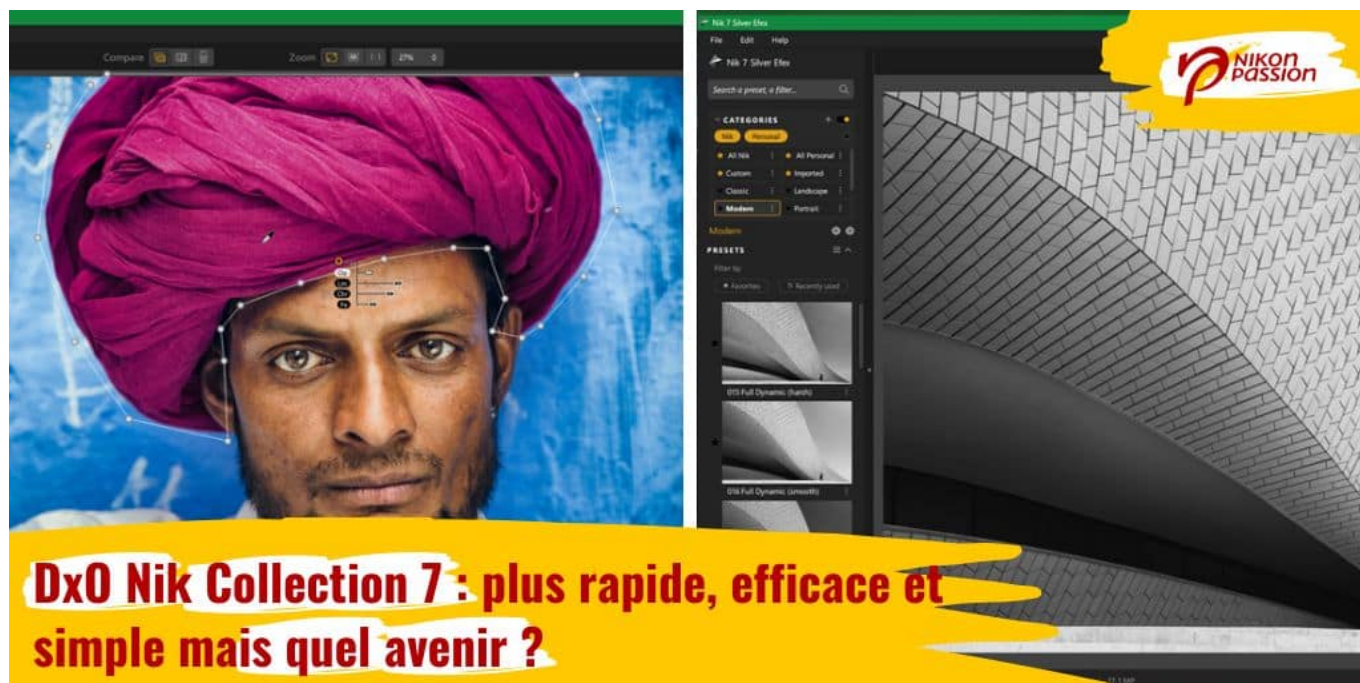 Compare
Zoom
1:1
27%
Nik 7 Silver Efex
File Edit Help
Nik 7 Silver Efex
Search a preset, a filter...
CATEGORIES
Nik Personal
All Nik All Personal
Custom Imported
Classic Landscape
Modern Portrait
Modern
PRESETS
Filter by
Favorites Recently used
015 Full Dynamic (harsh)
016 Full Dynamic (smooth)
NIKON
PASSION
DxO Nik Collection 7 : plus rapide, efficace et
simple mais quel avenir ?